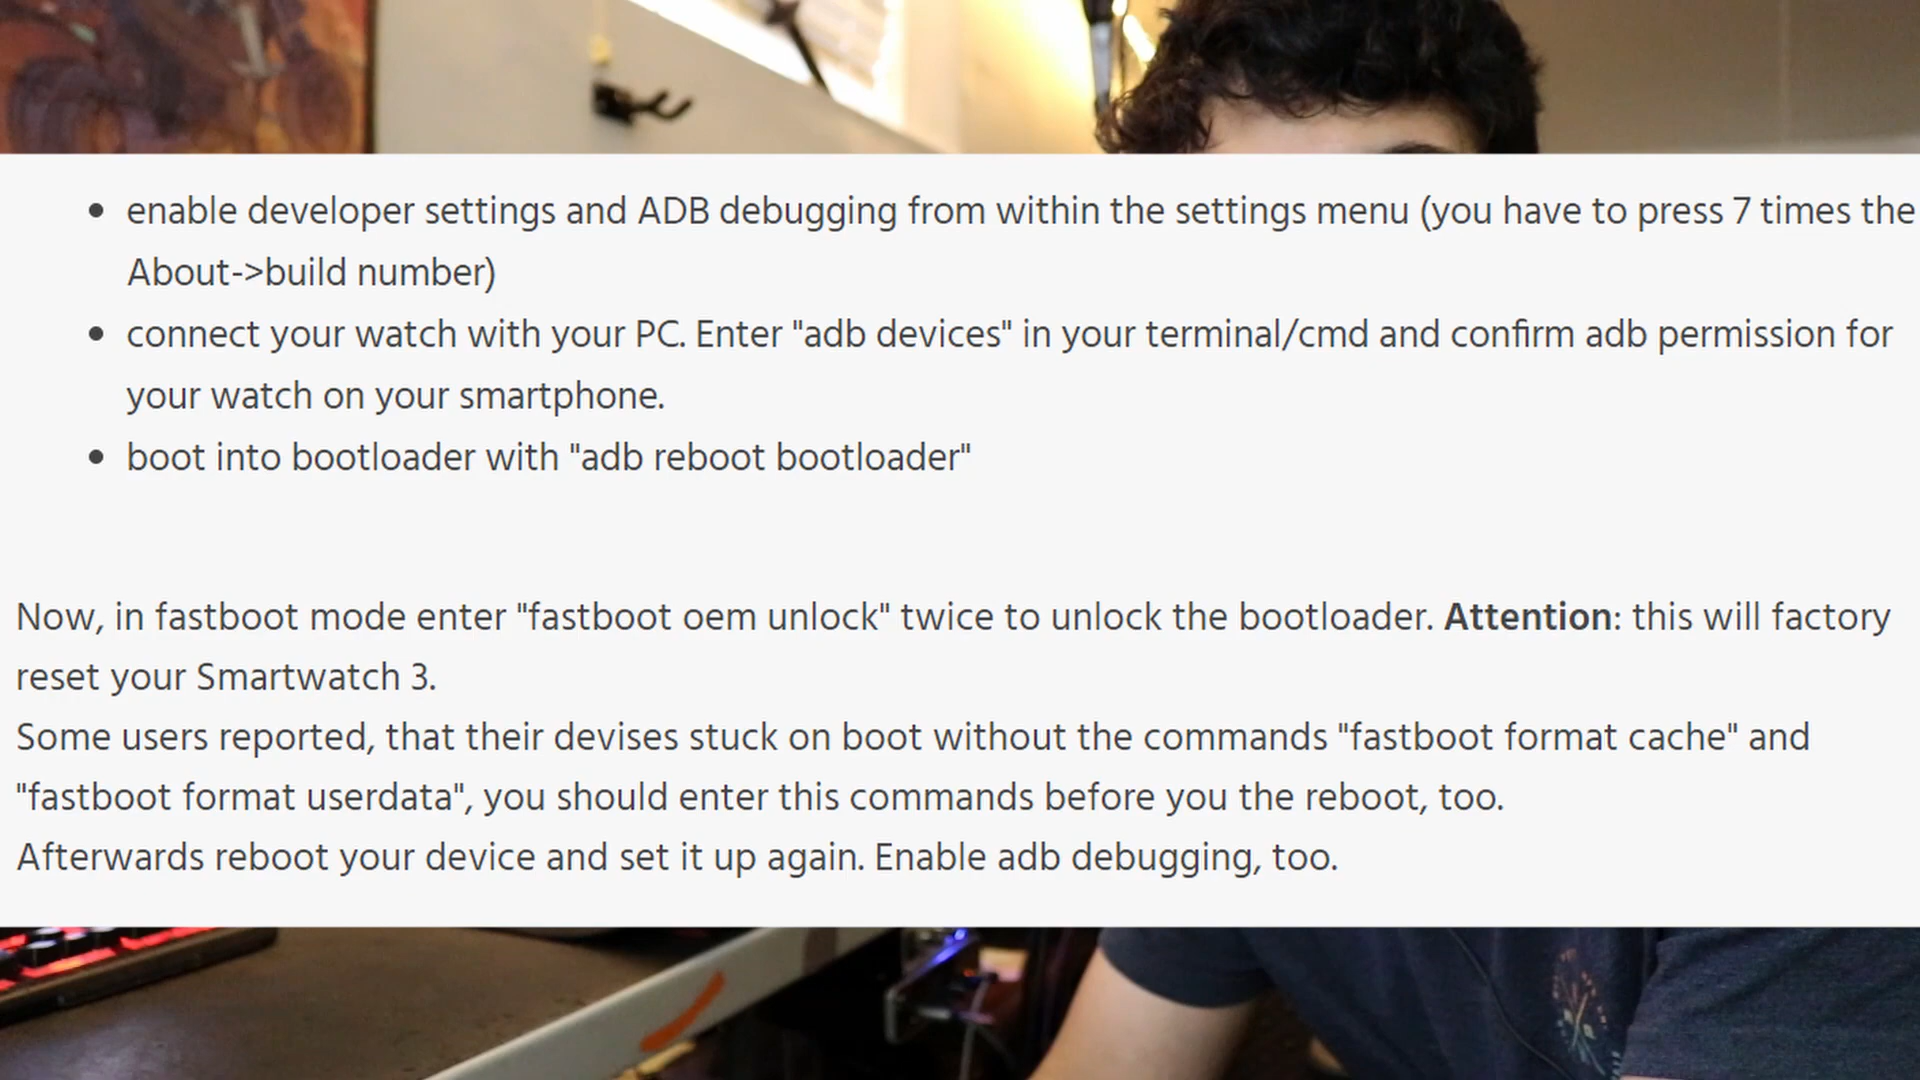 • enable developer settings and ADB debugging from within the settings menu (you have to press 7 times the
About->build number)
• connect your watch with your PC. Enter "adb devices" in your terminal/cmd and confirm adb permission for
your watch on your smartphone.
• boot into bootloader with "adb reboot bootloader"
Now, in fastboot mode enter "fastboot oem unlock" twice to unlock the bootloader. Attention: this will factory
reset your Smartwatch 3.
Some users reported, that their devises stuck on boot without the commands "fastboot format cache" and
"fastboot format userdata", you should enter this commands before you the reboot, too.
Afterwards reboot your device and set it up again. Enable adb debugging, too.